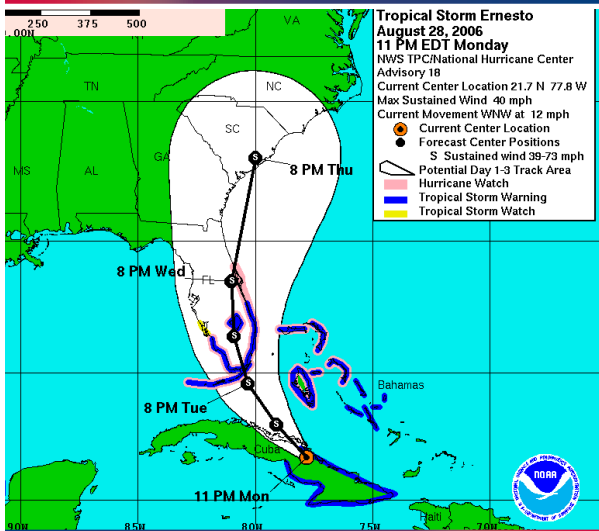 250 375 500
.00N
Tropical Storm Ernesto
August 28, 2006
11 PM EDT Monday
NWS TPC/National Hurricane Center
Advisory 18
Current Center Location 21.7 N 77.8 W
Max Sustained Wind 40 mph
Current Movement WNW at 12 mph
Current Center Location
Forecast Center Positions
S Sustained wind 39-73 mph
Potential Day 1-3 Track Area
Hurricane Watch
Tropical Storm Warning
Tropical Storm Watch
VA
TN
NC
SC
MS
AL
GA
S
8 PM Thu
8 PM Wed
FL
S
S
8 PM Tue
S
Bahamas
S
Cuba
11 PM Mon
Haiti
NOAA
90W
85W
80W
75W
70W